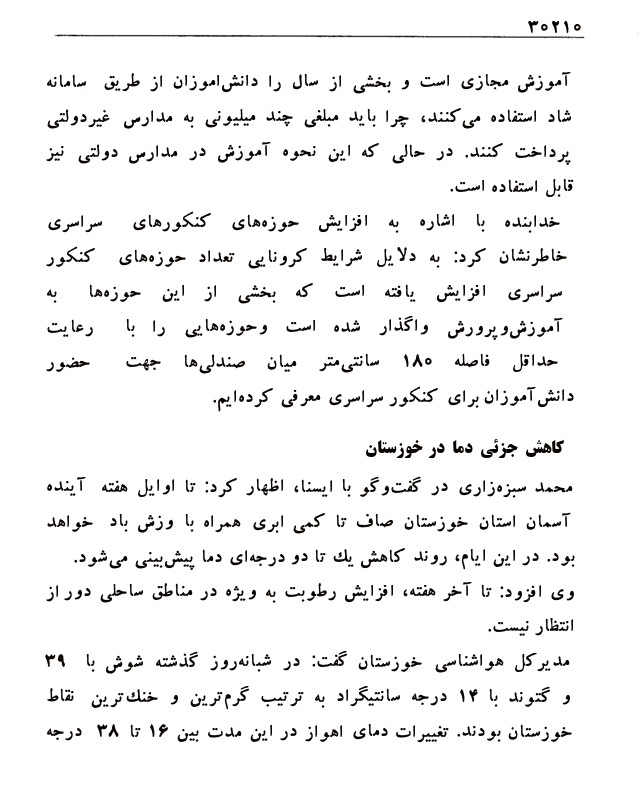 ۳۰۲۱۰
آموزش مجازی است و بخشی از سال را دانش‌اموزان از طریق سامانه
شاد استفاده می‌کنند، چرا باید مبلغی چند میلیونی به مدارس غیردولتی
پرداخت کنند. در حالی که این نحوه آموزش در مدارس دولتی نیز
قابل استفاده است.
خدابنده با اشاره به افزایش حوزه‌های کنکورهای سراسری
خاطرنشان کرد: به دلایل شرایط کرونایی تعداد حوزه‌های کنکور
سراسری افزایش یافته است که بخشی از این حوزه‌ها به
آموزش‌وپرورش واگذار شده است وحوزه‌هایی را با رعایت
حداقل فاصله ۱۸۰ سانتی‌متر میان صندلی‌ها جهت حضور
دانش‌آموزان برای کنکور سراسری معرفی کرده‌ایم.
کاهش جزئی دما در خوزستان
محمد سبزه‌زاری در گفت‌وگو با ایسنا، اظهار کرد: تا اوایل هفته آینده
آسمان استان خوزستان صاف تا کمی ابری همراه با وزش باد خواهد
بود. در این ایام، روند کاهش یك تا دو درجه‌ای دما پیش‌بینی می‌شود.
وی افزود: تا آخر هفته، افزایش رطوبت به ویژه در مناطق ساحلی دور از
انتظار نیست.
مدیرکل هواشناسی خوزستان گفت: در شبانه‌روز گذشته شوش با ۳۹
و گتوند با ۱۴ درجه سانتیگراد به ترتیب گرم‌ترین و خنك‌ترین نقاط
خوزستان بودند. تغییرات دمای اهواز در این مدت بین ۱۶ تا ۳۸ درجه